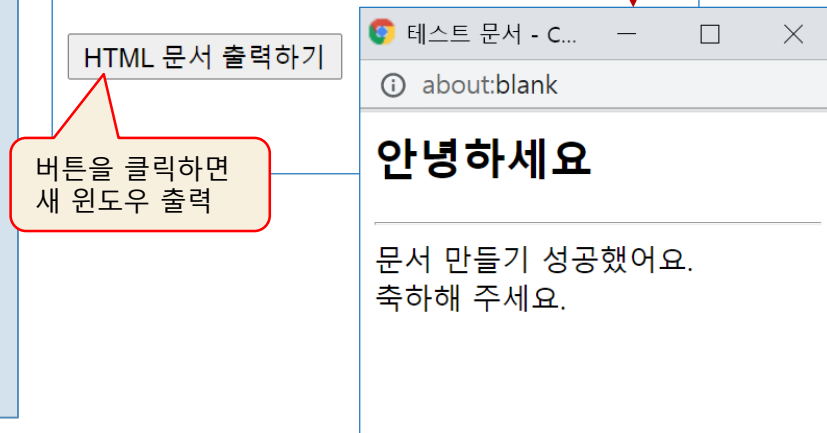 HTML 문서 출력하기
버튼을 클릭하면
새 윈도우 출력
테스트 문서 - C...
about:blank
안녕하세요
문서 만들기 성공했어요.
축하해 주세요.